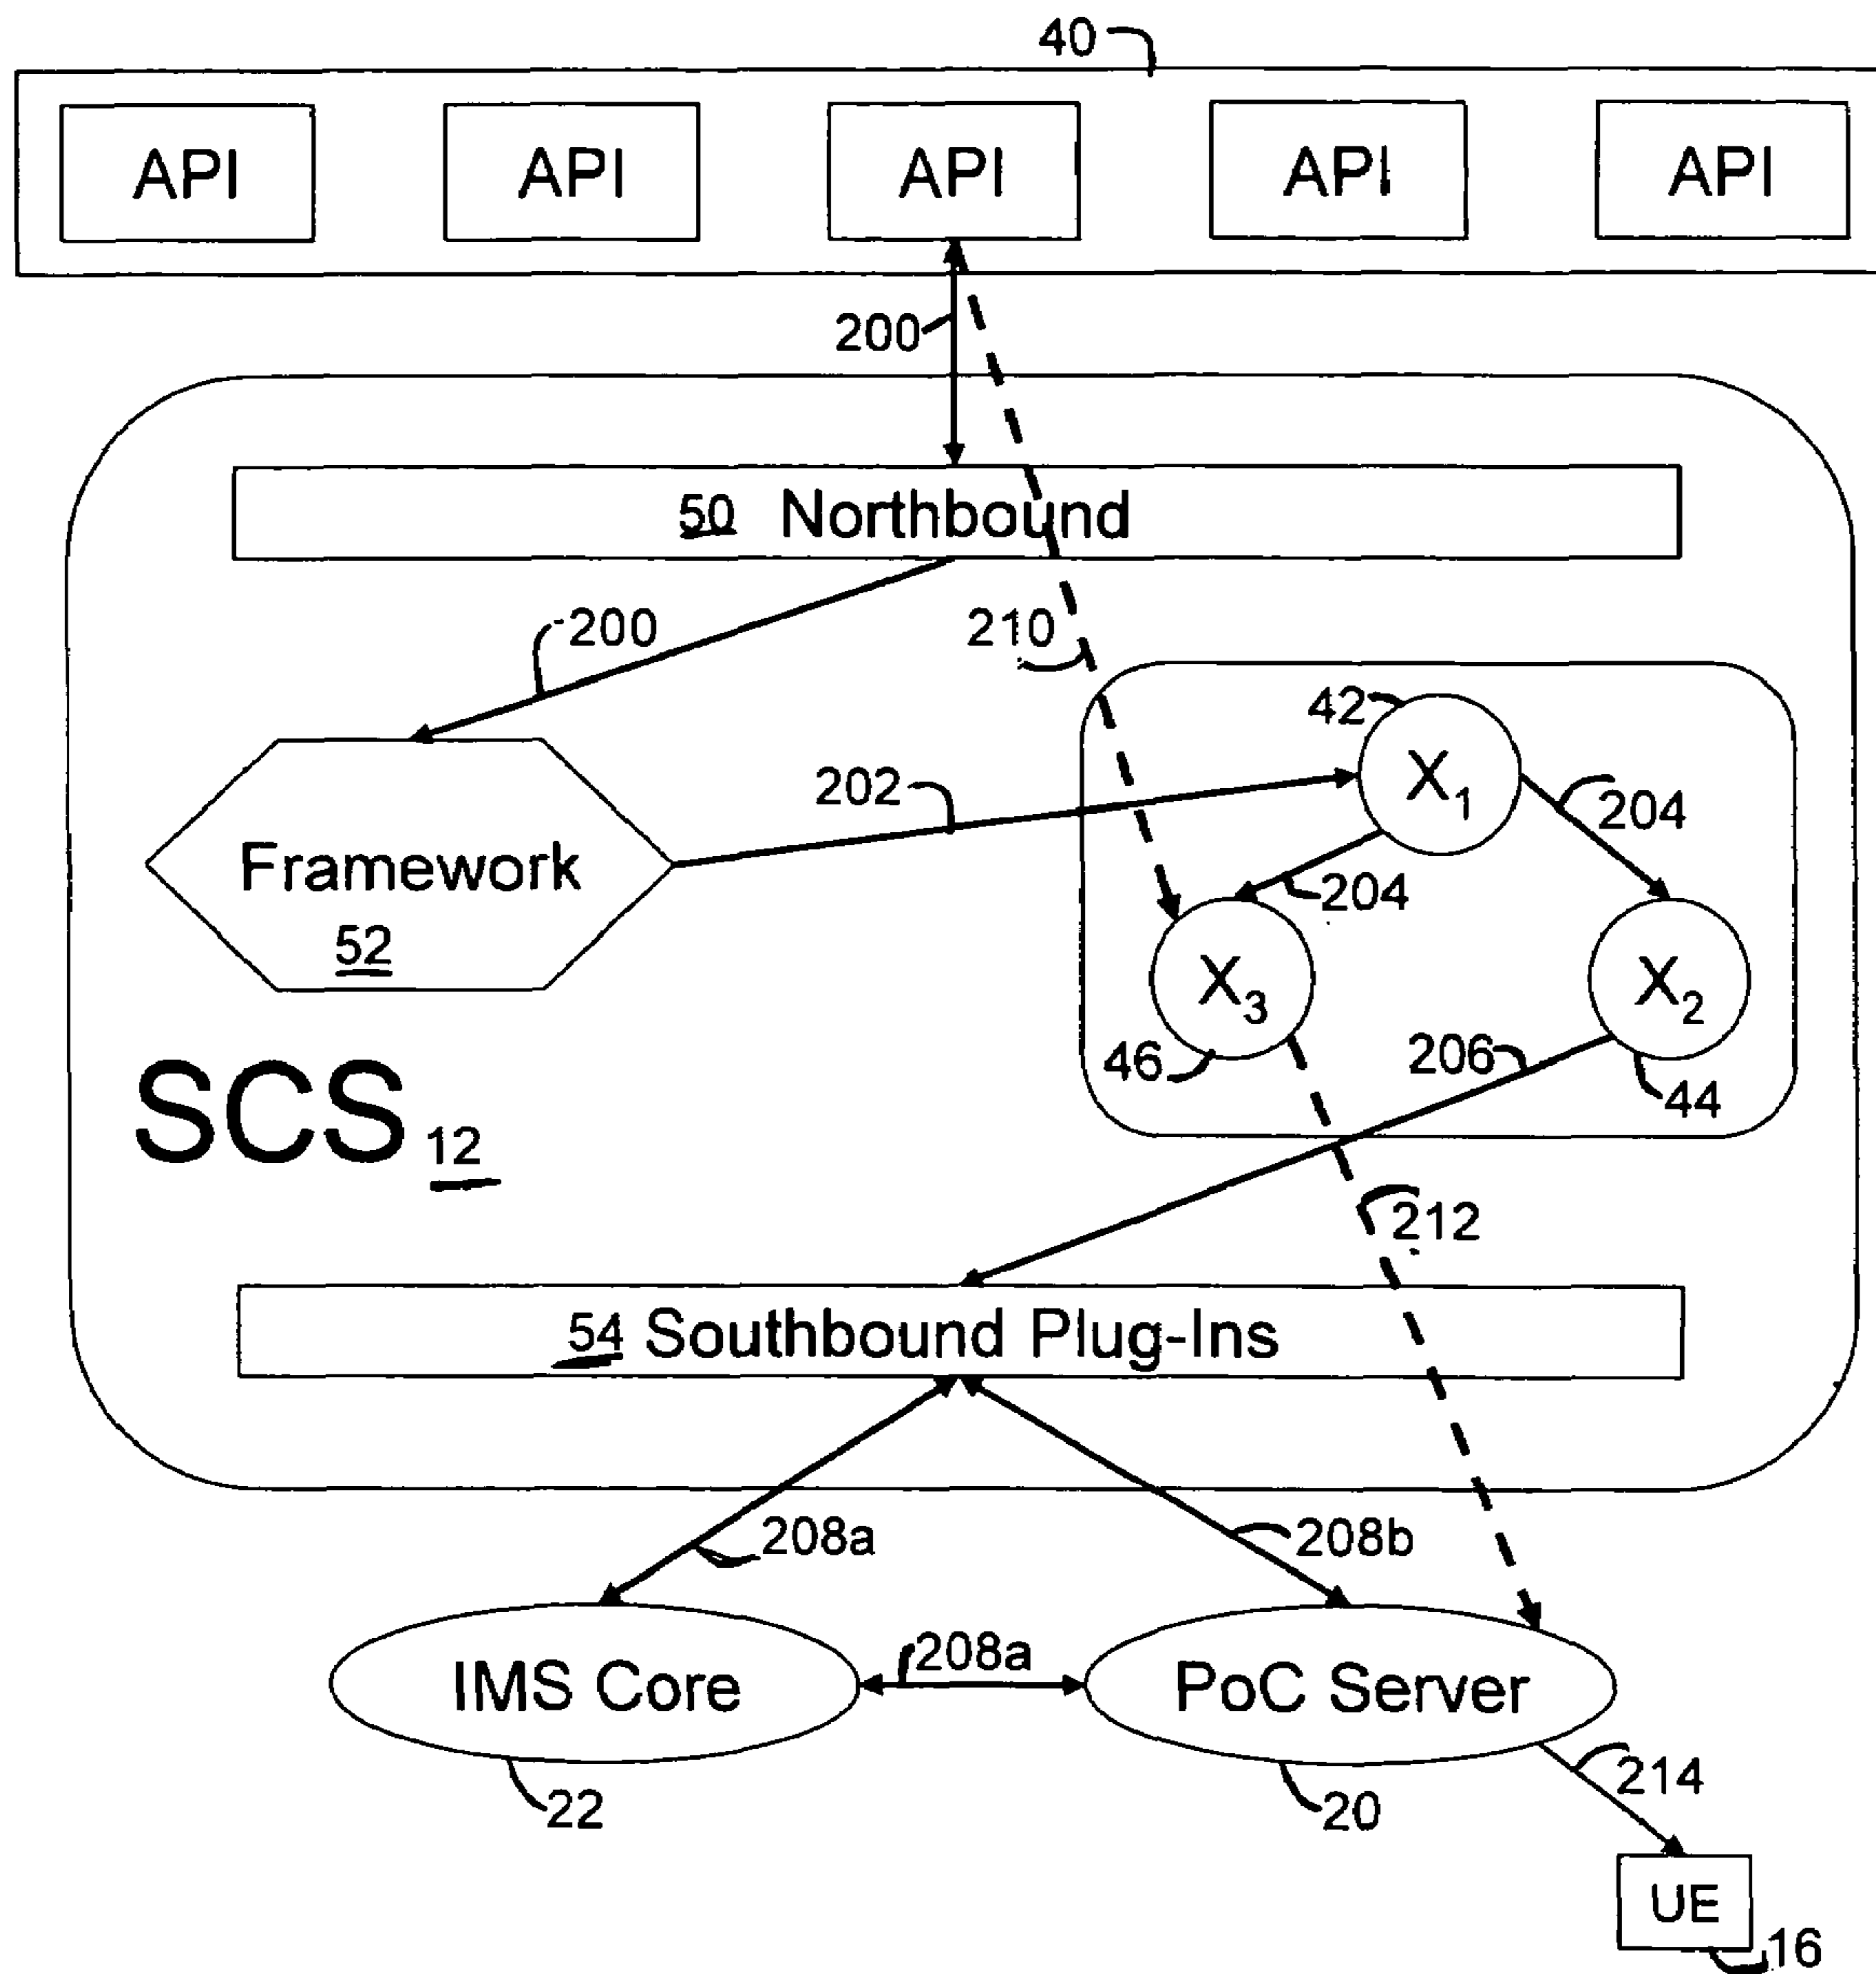 40
API API API API API
200
50 Northbound
200 210
42
X1
202
204
Framework
204
52
X3 X2
46 206
44
SCS 12
212
54 Southbound Plug-Ins
208a 208b
208a
IMS Core PoC Server
214
22 20
UE
16